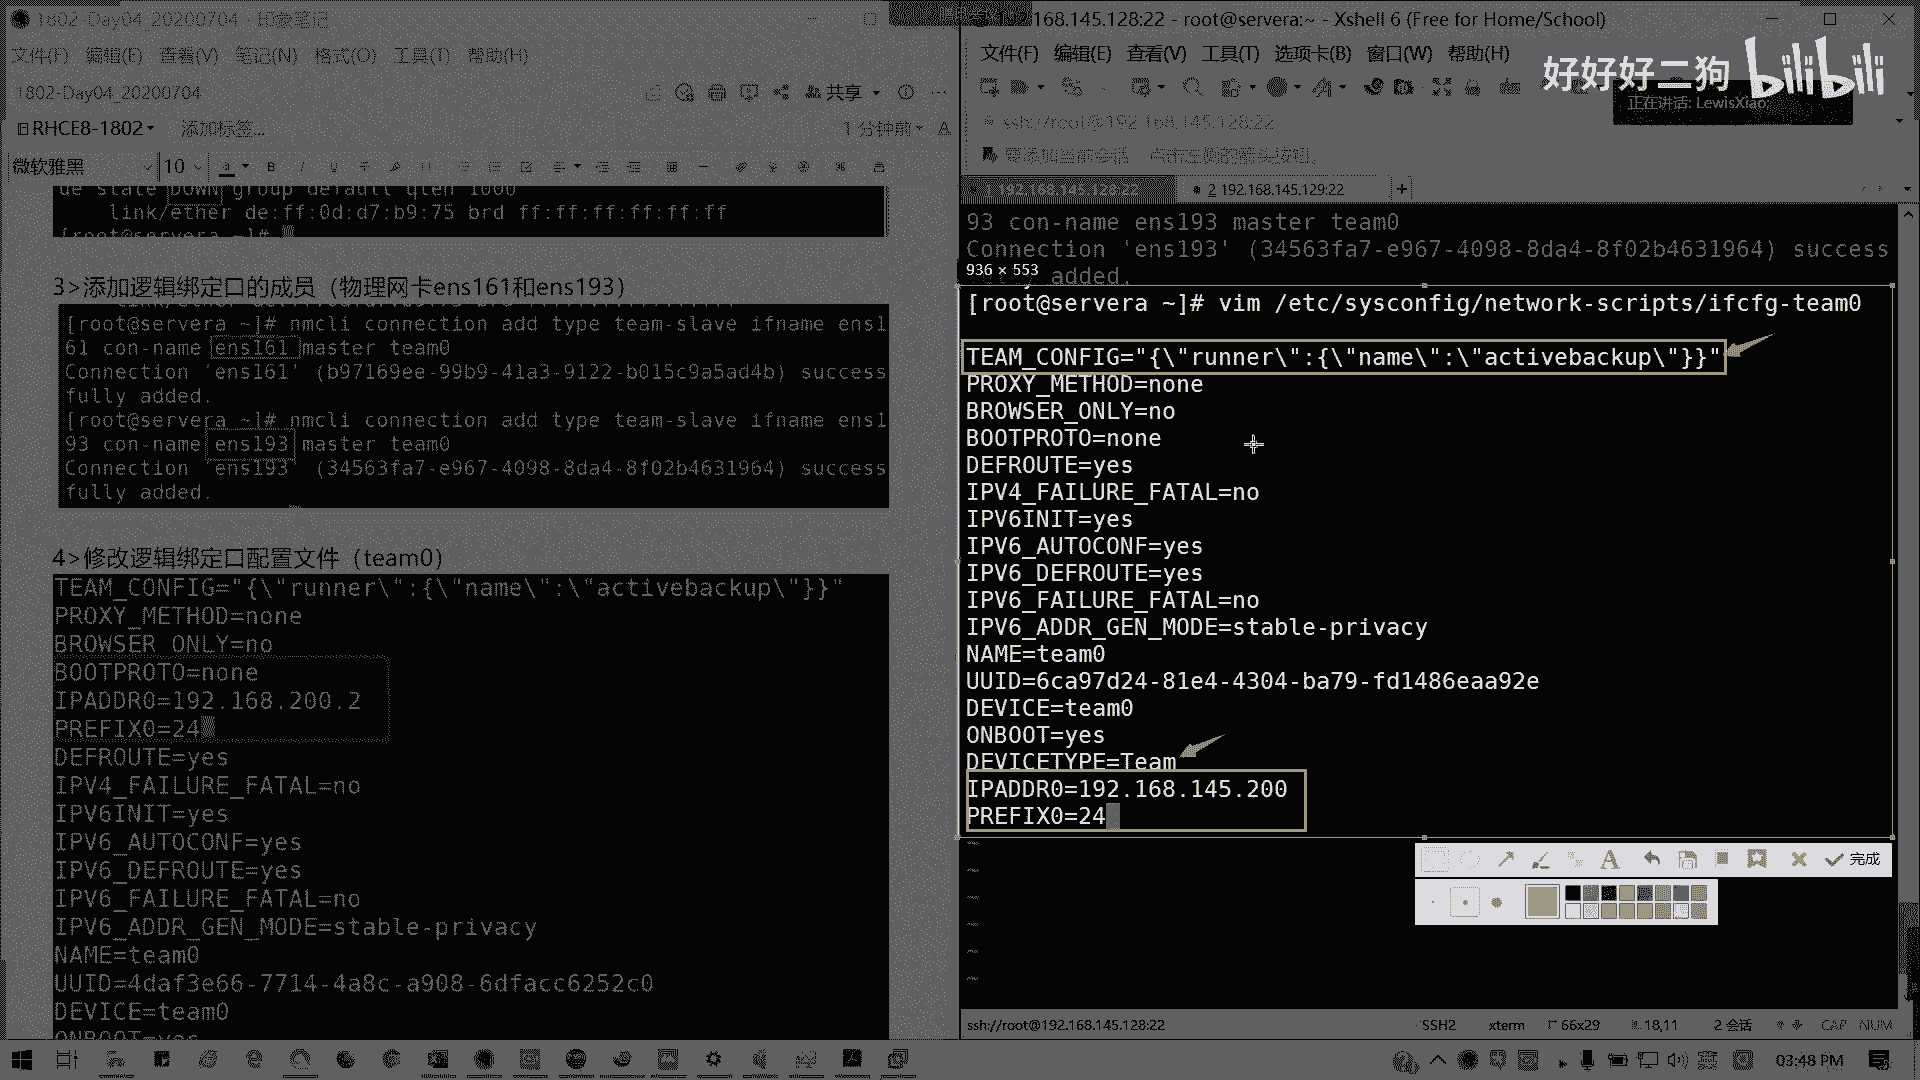 1802-Day04_20200704 - 印象笔记
文件(F) 编辑(E) 查看(V) 笔记(N) 格式(O) 工具(T) 帮助(H)
1802-Day04_20200704
共享
RHCE8-1802
添加标签...
1 分钟前
微软雅黑 10
de state DOWN group default qlen 1000
link/ether de:ff:0d:d7:b9:75 brd ff:ff:ff:ff:ff:ff
[root@servera ~]#
3>添加逻辑绑定口的成员（物理网卡ens161和ens193）
[root@servera ~]# nmcli connection add type team-slave ifname ens1
61 con-name ens161 master team0
Connection 'ens161' (b97169ee-99b9-41a3-9122-b015c9a5ad4b) success
fully added.
[root@servera ~]# nmcli connection add type team-slave ifname ens1
93 con-name ens193 master team0
Connection 'ens193' (34563fa7-e967-4098-8da4-8f02b4631964) success
fully added.
4>修改逻辑绑定口配置文件（team0）
TEAM_CONFIG="{\"runner\":{\"name\":\"activebackup\"}}"
PROXY_METHOD=none
BROWSER_ONLY=no
BOOTPROTO=none
IPADDR0=192.168.200.2
PREFIX0=24
DEFROUTE=yes
IPV4_FAILURE_FATAL=no
IPV6INIT=yes
IPV6_AUTOCONF=yes
IPV6_DEFROUTE=yes
IPV6_FAILURE_FATAL=no
IPV6_ADDR_GEN_MODE=stable-privacy
NAME=team0
UUID=4daf3e66-7714-4a8c-a908-6dfacc6252c0
DEVICE=team0
ONBOOT=yes
192.168.145.128:22 - root@servera:~ - Xshell 6 (Free for Home/School)
文件(F) 编辑(E) 查看(V) 工具(T) 选项卡(B) 窗口(W) 帮助(H)
好好好二狗 bilibili
正在讲话: LewisXiao;
ssh://root@192.168.145.128:22
要添加当前会话，点击左侧的箭头按钮。
1 192.168.145.128:22
2 192.168.145.129:22
93 con-name ens193 master team0
Connection 'ens193' (34563fa7-e967-4098-8da4-8f02b4631964) success
936 × 553
added.
[root@servera ~]# vim /etc/sysconfig/network-scripts/ifcfg-team0
TEAM_CONFIG="{\"runner\":{\"name\":\"activebackup\"}}"
PROXY_METHOD=none
BROWSER_ONLY=no
BOOTPROTO=none
DEFROUTE=yes
IPV4_FAILURE_FATAL=no
IPV6INIT=yes
IPV6_AUTOCONF=yes
IPV6_DEFROUTE=yes
IPV6_FAILURE_FATAL=no
IPV6_ADDR_GEN_MODE=stable-privacy
NAME=team0
UUID=6ca97d24-81e4-4304-ba79-fd1486eaa92e
DEVICE=team0
ONBOOT=yes
DEVICETYPE=Team
IPADDR0=192.168.145.200
PREFIX0=24
~
~
~
~
~
~
完成
ssh://root@192.168.145.128:22 SSH2 xterm 66x29 18,11 2 会话 CAP NUM
03:48 PM